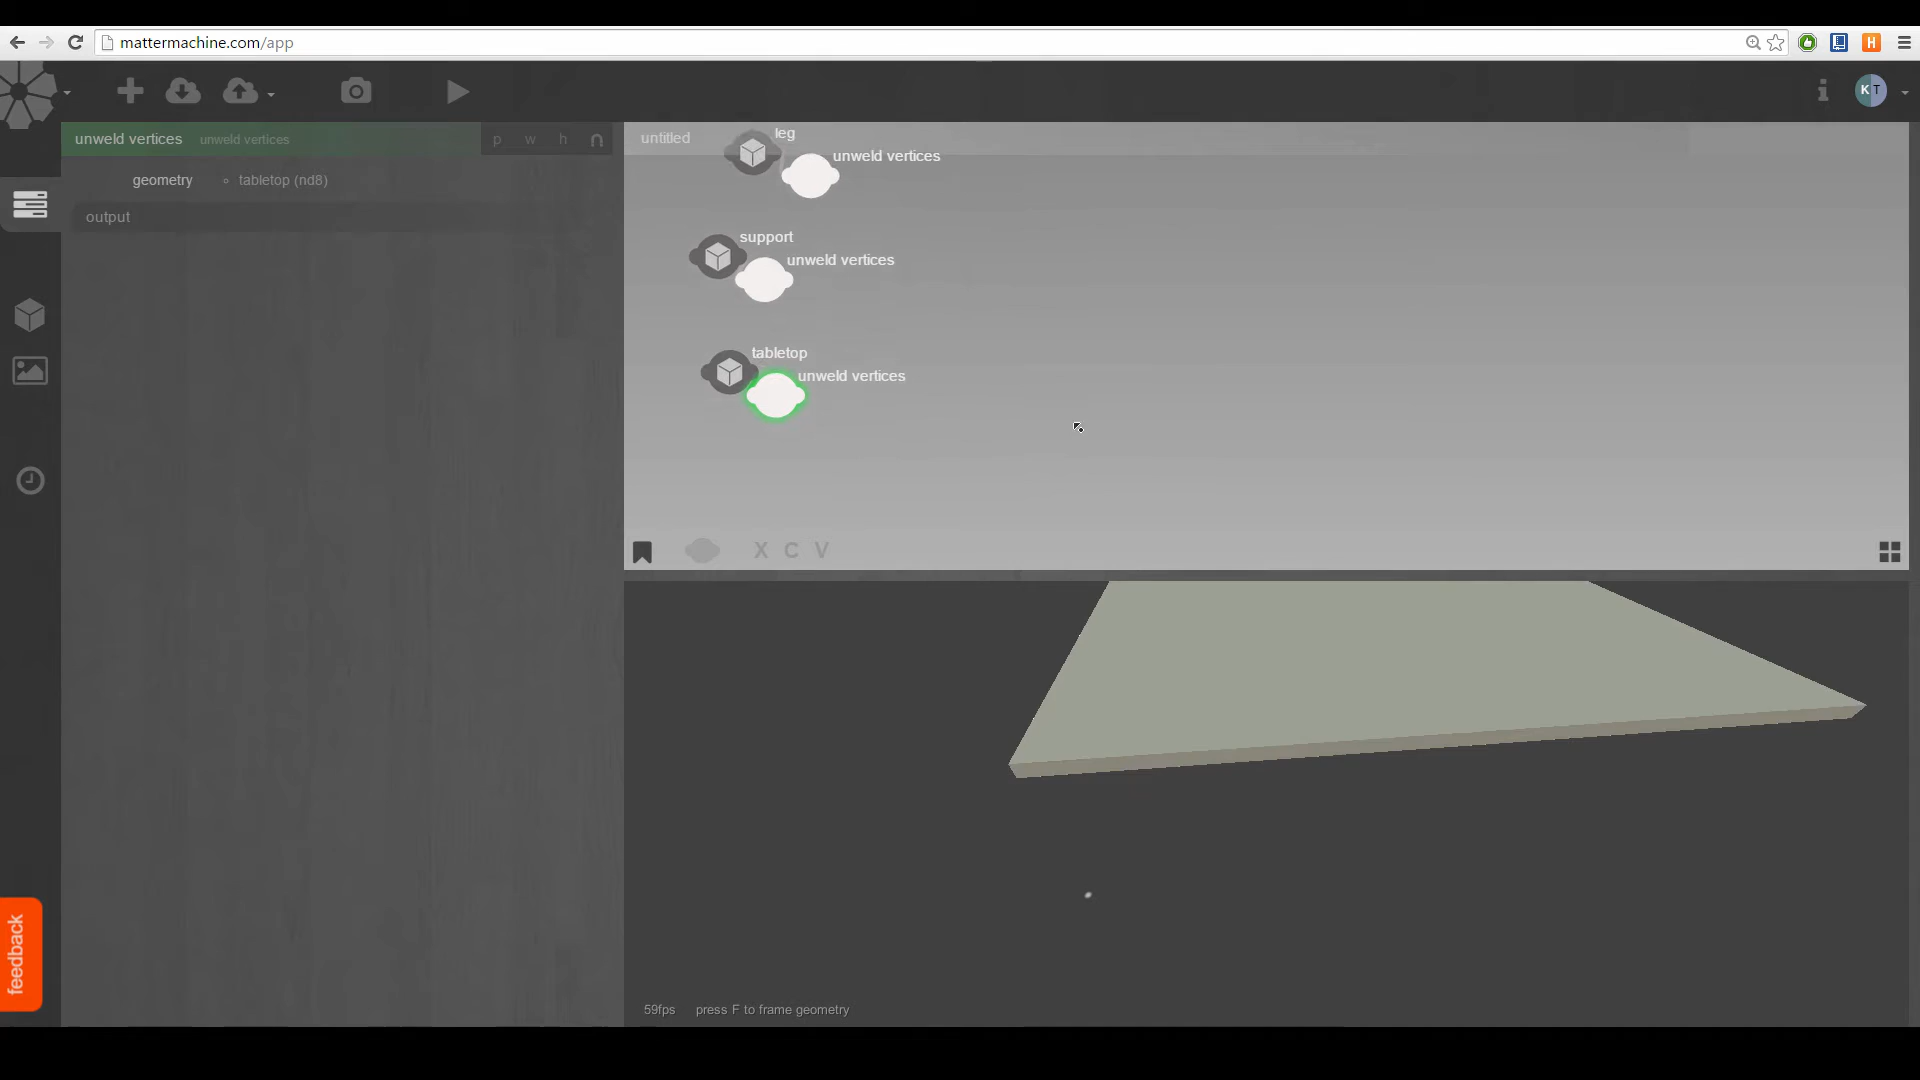 mattermachine.com/app
H
KT
unweld vertices unweld vertices p w h n
geometry tabletop (nd8)
output
untitled
leg
unweld vertices
support
unweld vertices
tabletop
unweld vertices
X C V
feedback
59fps press F to frame geometry